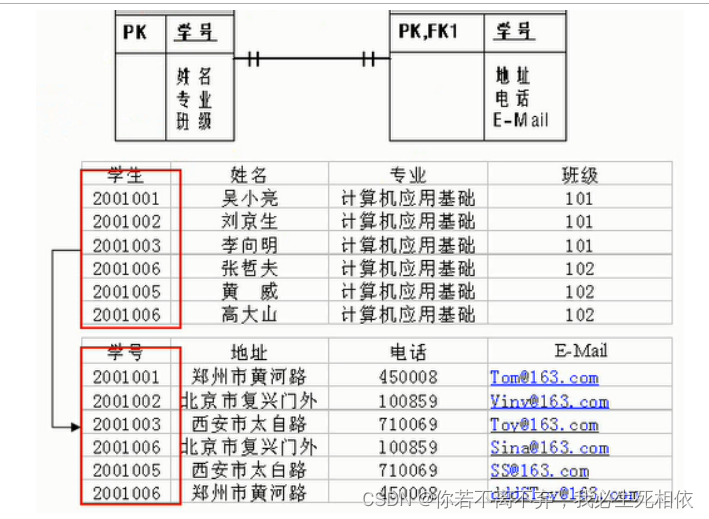 PK 学号 PK,FK1 学号
姓名 地址
专业 电话
班级 E-Mail
学生 姓名 专业 班级
2001001 吴小亮 计算机应用基础 101
2001002 刘京生 计算机应用基础 101
2001003 李向明 计算机应用基础 101
2001006 张哲夫 计算机应用基础 102
2001005 黄 威 计算机应用基础 102
2001006 高大山 计算机应用基础 102
学号 地址 电话 E-Mail
2001001 郑州市黄河路 450008 Tom@163.com
2001002 北京市复兴门外 100859 Viny@163.com
2001003 西安市太白路 710069 Toy@163.com
2001006 北京市复兴门外 100859 Sina@163.com
2001005 西安市太白路 710069 SS@163.com
2001006 郑州市黄河路 450008
CSDN @你若不离不弃,我必生死相依